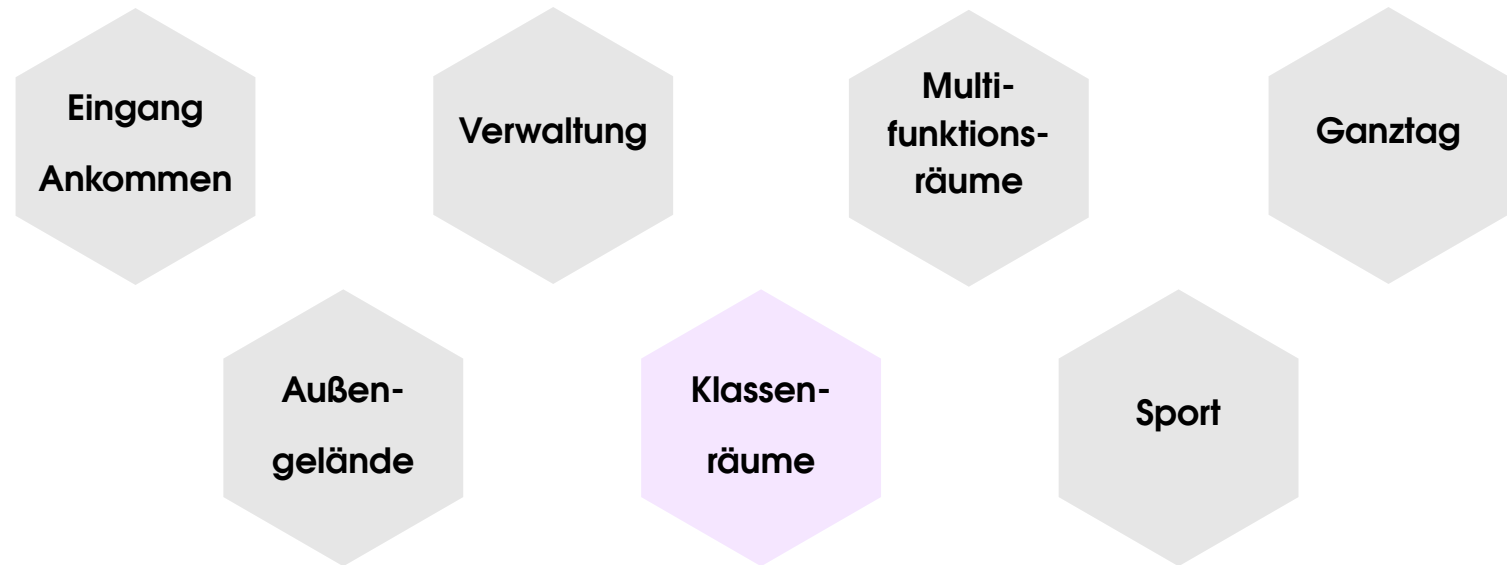 Eingang
Ankommen
Verwaltung
Multi-
funktions-
räume
Ganztag
Außen-
gelände
Klassen-
räume
Sport